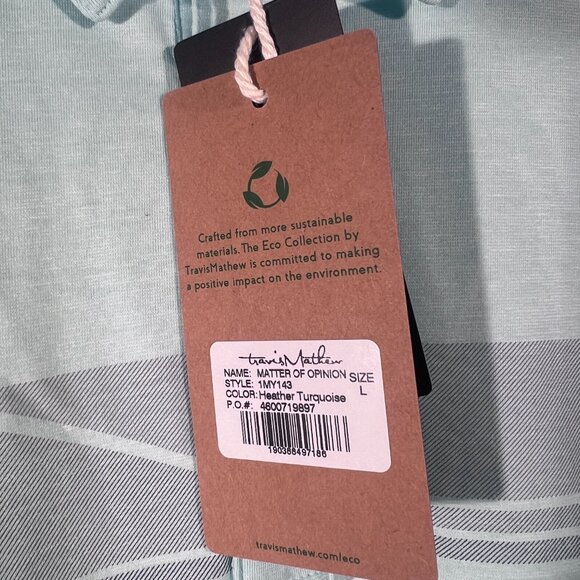 Crafted from more sustainable
materials. The Eco Collection by
TravisMathew is committed to making
a positive impact on the environment.
travisMathew
NAME: MATTER OF OPINION SIZE
STYLE: 1MY143 L
COLOR: Heather Turquoise
P.O.#: 4600719897
190388497186
travismathew.com/eco